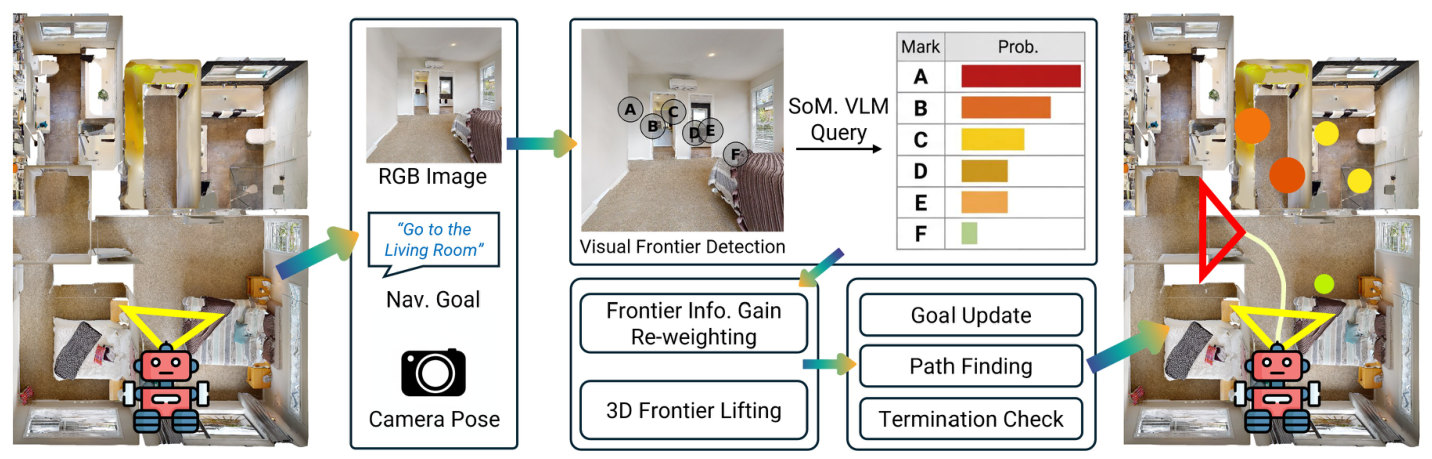 RGB Image
“Go to the
Living Room”
Nav. Goal
Camera Pose
A
B
C
D
E
F
Visual Frontier Detection
SoM. VLM
Query
Mark Prob.
A
B
C
D
E
F
Frontier Info. Gain
Re-weighting
3D Frontier Lifting
Goal Update
Path Finding
Termination Check